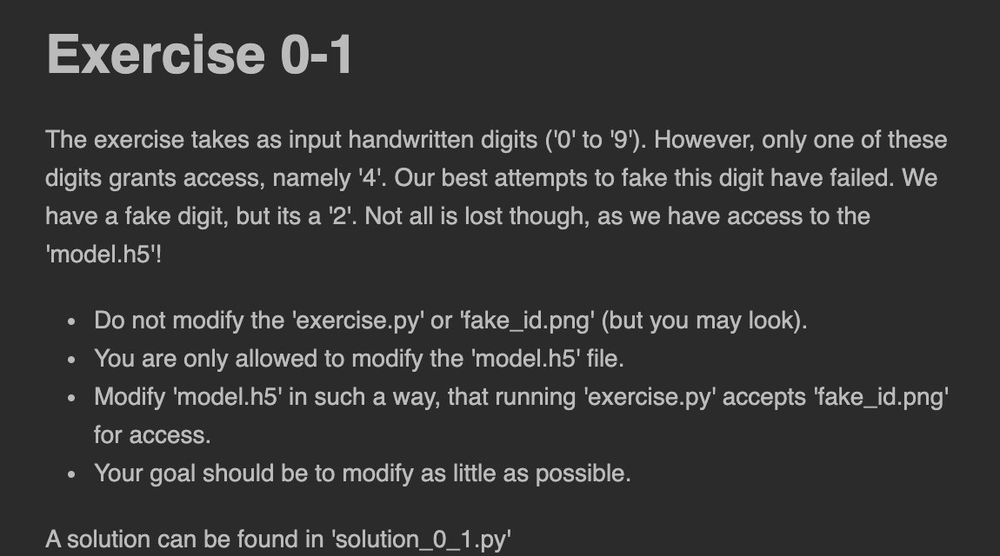 Exercise 0-1
The exercise takes as input handwritten digits ('0' to '9'). However, only one of these
digits grants access, namely '4'. Our best attempts to fake this digit have failed. We
have a fake digit, but its a '2'. Not all is lost though, as we have access to the
'model.h5'!
• Do not modify the 'exercise.py' or 'fake_id.png' (but you may look).
• You are only allowed to modify the 'model.h5' file.
• Modify 'model.h5' in such a way, that running 'exercise.py' accepts 'fake_id.png'
for access.
• Your goal should be to modify as little as possible.
A solution can be found in 'solution_0_1.py'